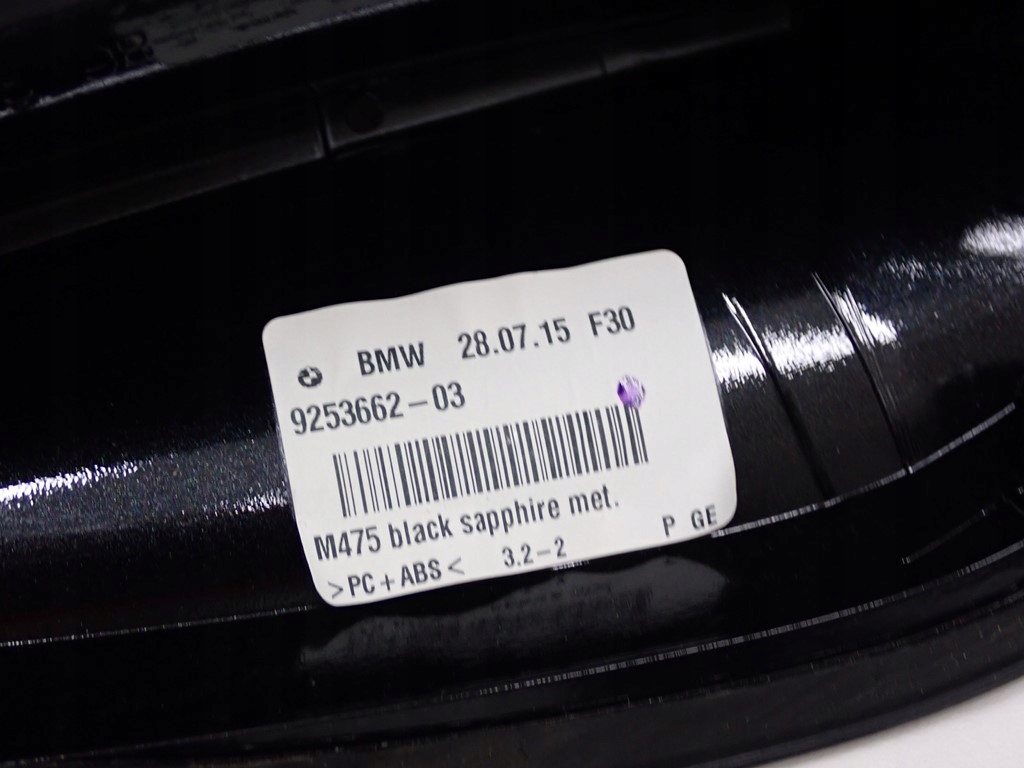 BMW 28.07.15 F30
9253662-03
M475 black sapphire met.
>PC+ABS< 3.2-2 P GE